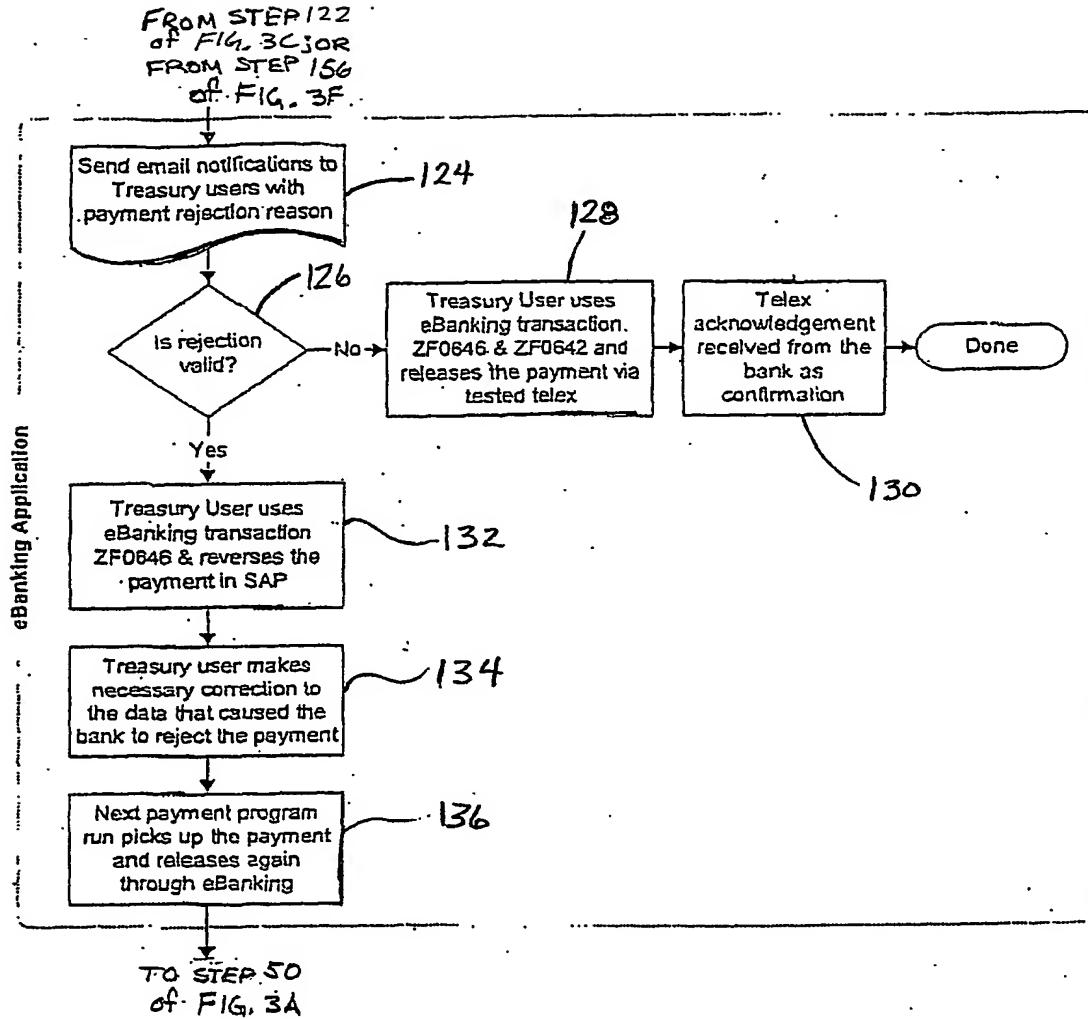 FROM STEP 122
of FIG. 3C; OR
FROM STEP 156
of FIG. 3F
Send email notifications to
Treasury users with
payment rejection reason
124
126
Is rejection
valid?
No
128
Treasury User uses
eBanking transaction.
ZF0646 & ZF0642 and
releases the payment via
tested telex
Telex
acknowledgement
received from the
bank as
confirmation
130
Done
Yes
Treasury User uses
eBanking transaction
ZF0646 & reverses the
payment in SAP
132
Treasury user makes
necessary correction to
the data that caused the
bank to reject the payment
134
Next payment program
run picks up the payment
and releases again
through eBanking
136
eBanking Application
TO STEP 50
of FIG. 3A